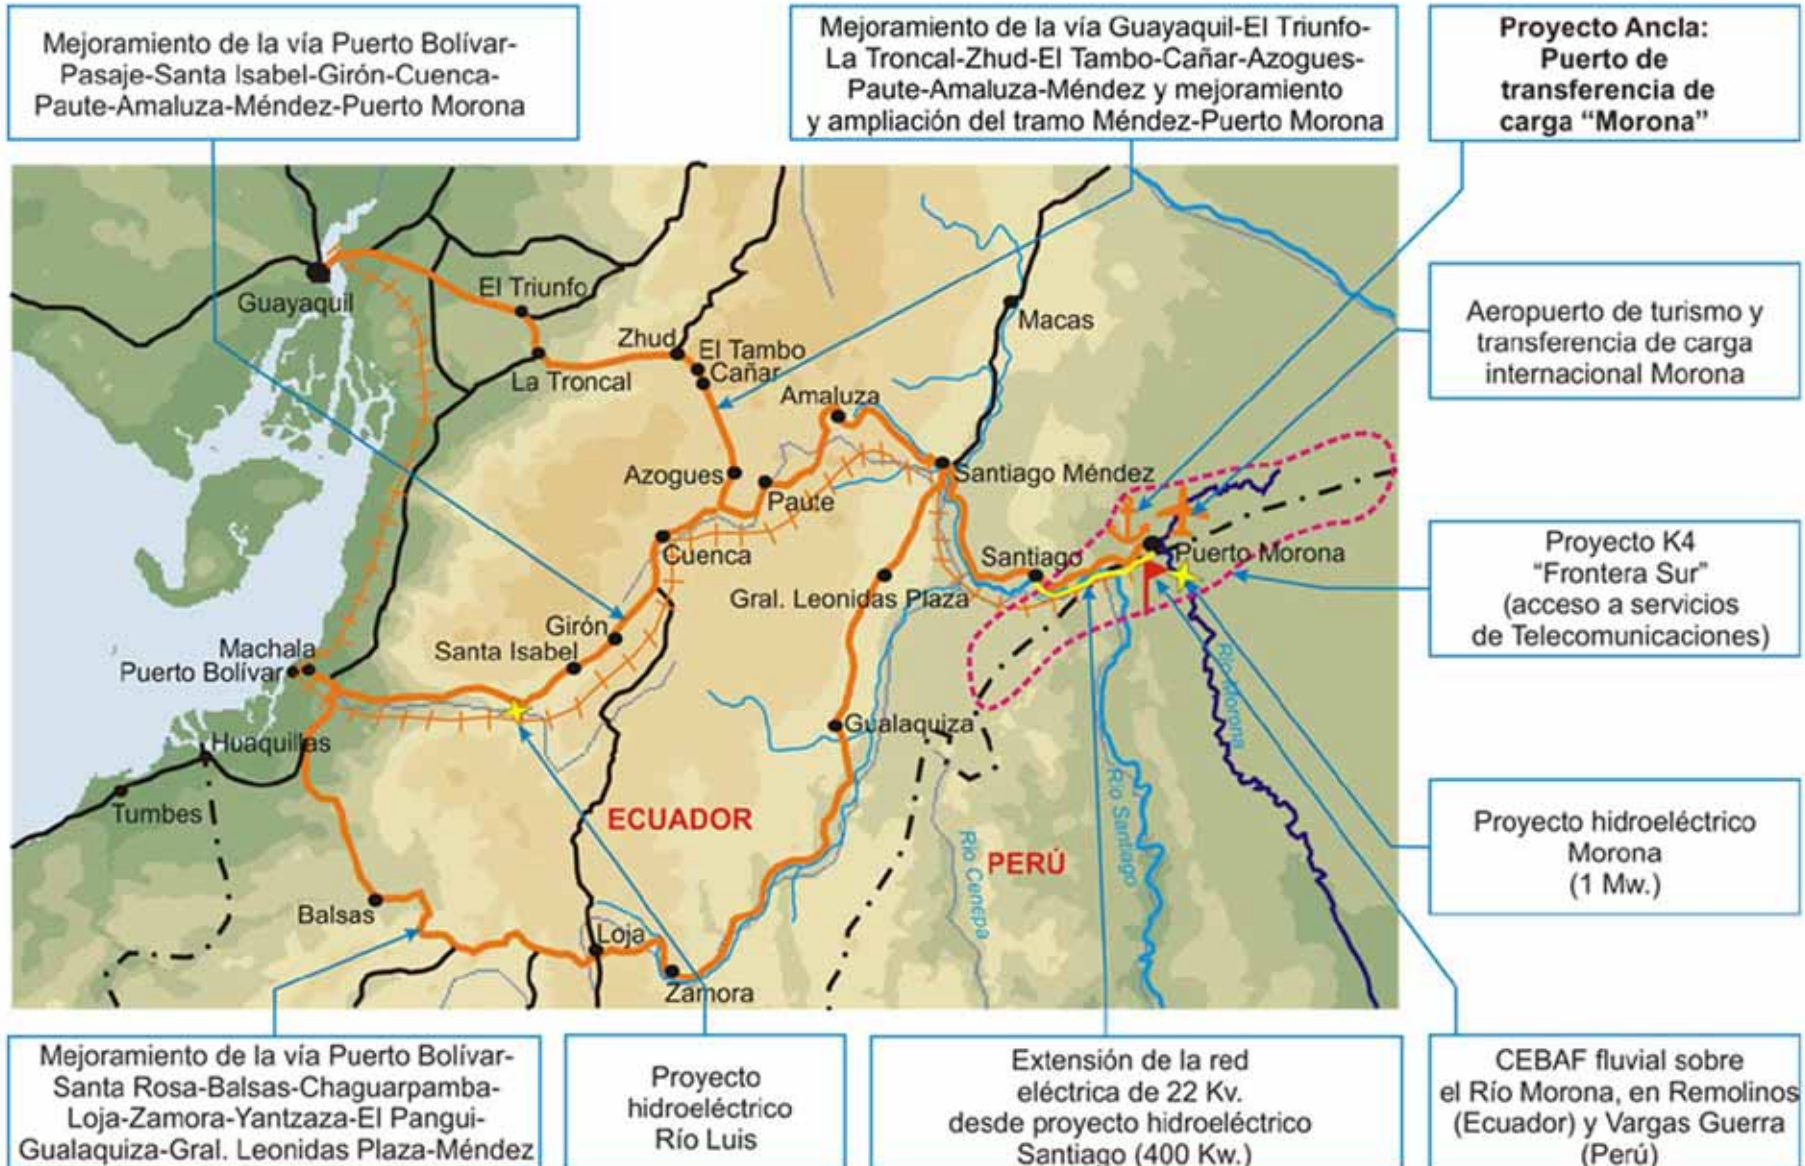 Mejoramiento de la vía Puerto Bolívar-
Pasaje-Santa Isabel-Girón-Cuenca-
Paute-Amaluza-Méndez-Puerto Morona
Mejoramiento de la vía Guayaquil-El Triunfo-
La Troncal-Zhud-El Tambo-Cañar-Azogues-
Paute-Amaluza-Méndez y mejoramiento
y ampliación del tramo Méndez-Puerto Morona
Proyecto Ancla:
Puerto de
transferencia de
carga “Morona”
Guayaquil
El Triunfo
La Troncal
Zhud
El Tambo
Cañar
Macas
Amaluza
Azogues
Paute
Santiago Méndez
Cuenca
Santiago
Puerto Morona
Gral. Leonidas Plaza
Girón
Santa Isabel
Machala
Puerto Bolívar
Huaquillas
Tumbes
Gualaquiza
ECUADOR
PERÚ
Río Morona
Río Santiago
Río Cenepa
Balsas
Loja
Zamora
Aeropuerto de turismo y
transferencia de carga
internacional Morona
Proyecto K4
“Frontera Sur”
(acceso a servicios
de Telecomunicaciones)
Proyecto hidroeléctrico
Morona
(1 Mw.)
Mejoramiento de la vía Puerto Bolívar-
Santa Rosa-Balsas-Chaguarpamba-
Loja-Zamora-Yantzaza-El Pangui-
Gualaquiza-Gral. Leonidas Plaza-Méndez
Proyecto
hidroeléctrico
Río Luis
Extensión de la red
eléctrica de 22 Kv.
desde proyecto hidroeléctrico
Santiago (400 Kw.)
CEBAF fluvial sobre
el Río Morona, en Remolinos
(Ecuador) y Vargas Guerra
(Perú)